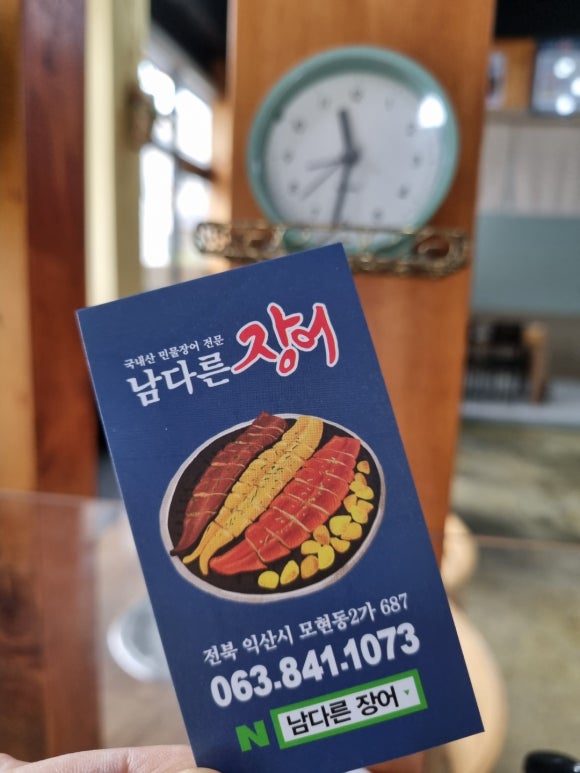 국내산 민물장어 전문
남다른 장어
전북 익산시 모현동2가 687
063.841.1073
N 남다른 장어